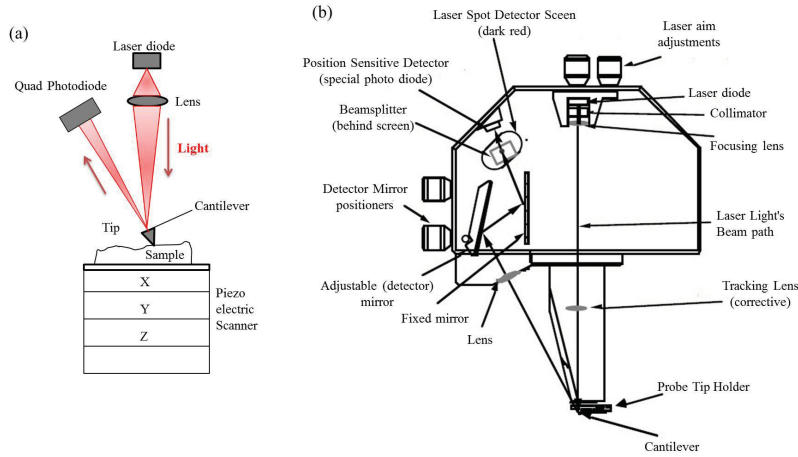 (a)
Laser diode
Quad Photodiode
Lens
Light
Cantilever
Tip
Sample
X
Y
Z
Piezo
electric
Scanner
(b)
Laser Spot Detector Sceen
(dark red)
Laser aim
adjustments
Position Sensitive Detector
(special photo diode)
Beamsplitter
(behind screen)
Laser diode
Collimator
Focusing lens
Detector Mirror
positioners
Laser Light's
Beam path
Adjustable (detector)
mirror
Fixed mirror
Lens
Tracking Lens
(corrective)
Probe Tip Holder
Cantilever